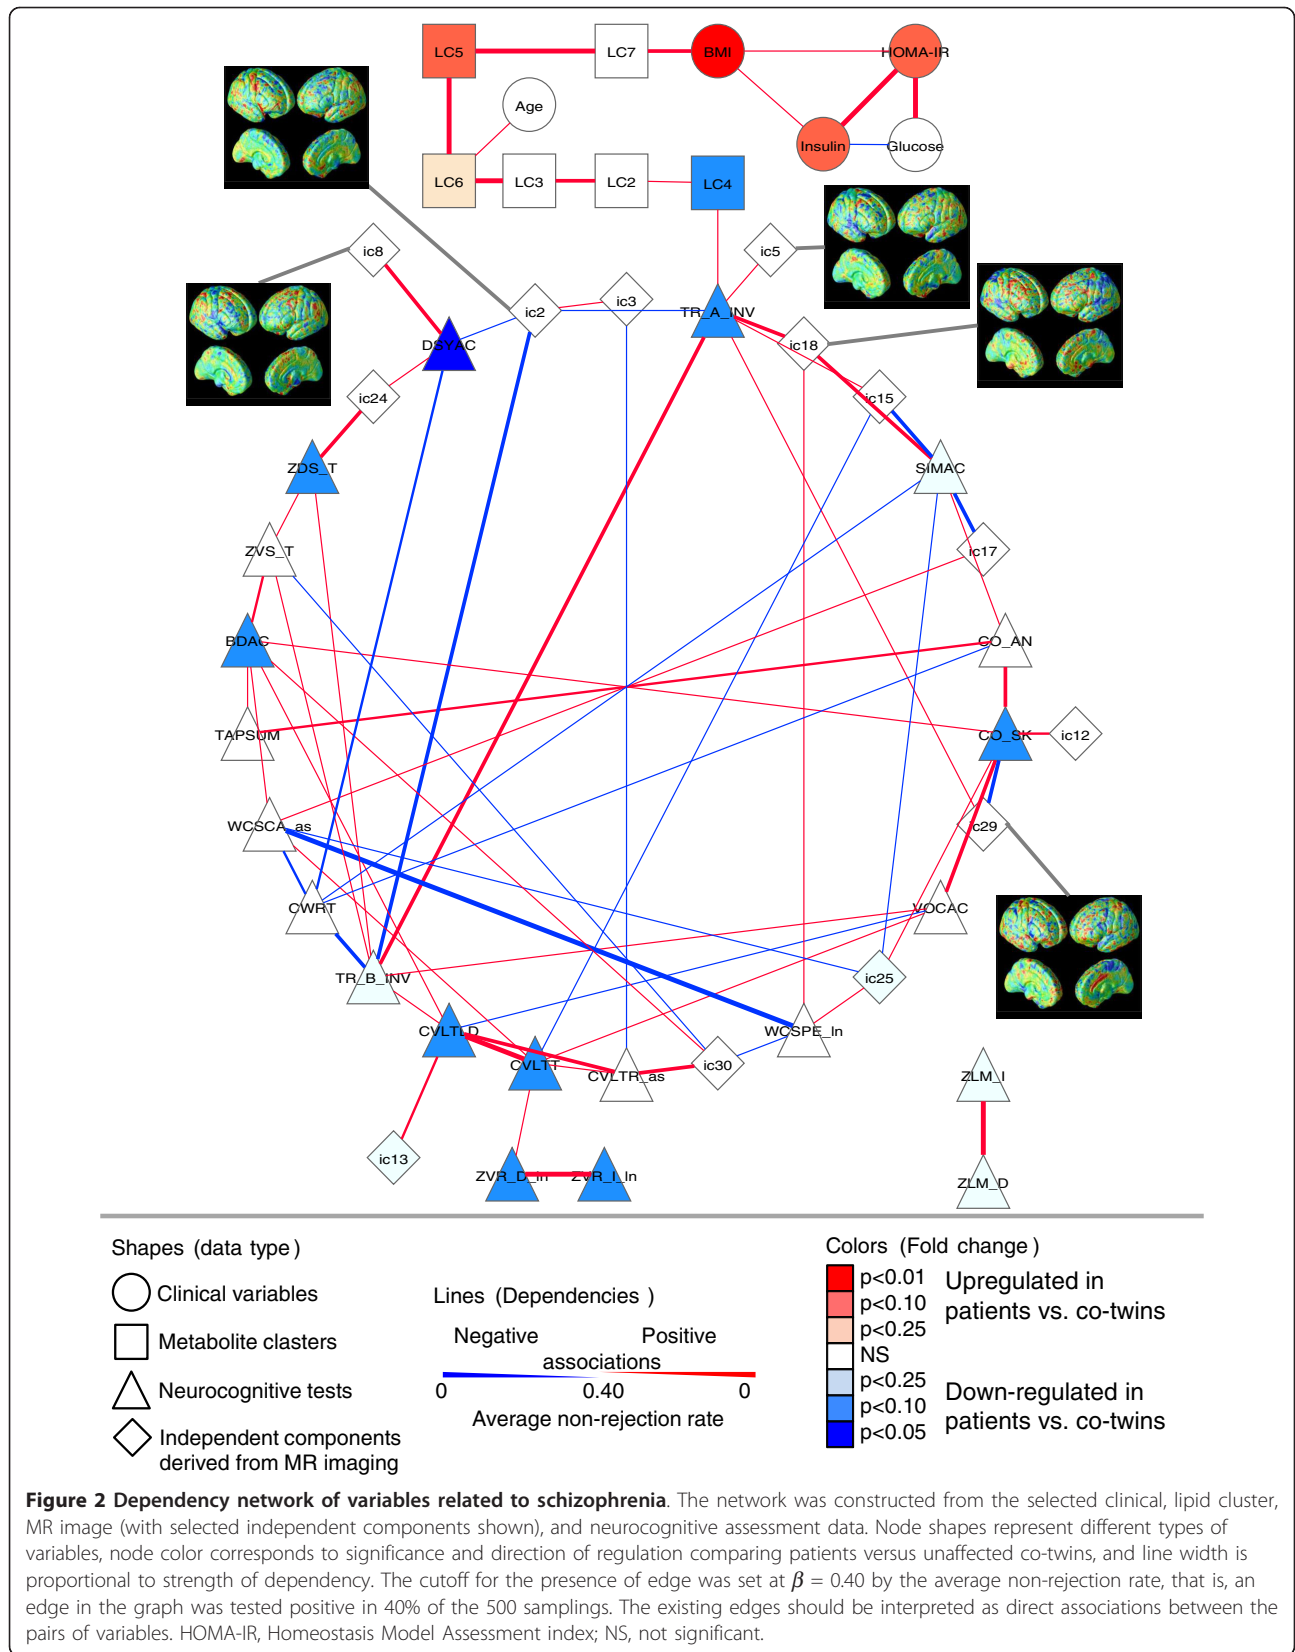 LC5
LC7
BMI
HOMA-IR
Age
Insulin
Glucose
LC6
LC3
LC2
LC4
ic8
ic5
ic2
ic3
TR_A_INV
DSYAC
ic18
ic24
ic15
ZDS_T
SIMAC
ZVS_T
ic17
BDAC
CO_AN
TAPSUM
CO_SK
ic12
WCSCA_as
ic29
CWRT
VOCAC
TR_B_INV
ic25
CVLTLD
WCSPE_ln
CVLTT
CVLTR_as
ic30
ZLM_I
ic13
ZVR_D_ln
ZVR_I_ln
ZLM_D
Shapes (data type )
Clinical variables
Metabolite clasters
Neurocognitive tests
Independent components
derived from MR imaging
Lines (Dependencies )
Negative Positive
associations
0 0.40 0
Average non-rejection rate
Colors (Fold change )
p<0.01
p<0.10
p<0.25
NS
p<0.25
p<0.10
p<0.05
Upregulated in
patients vs. co-twins
Down-regulated in
patients vs. co-twins
Figure 2 Dependency network of variables related to schizophrenia. The network was constructed from the selected clinical, lipid cluster,
MR image (with selected independent components shown), and neurocognitive assessment data. Node shapes represent different types of
variables, node color corresponds to significance and direction of regulation comparing patients versus unaffected co-twins, and line width is
proportional to strength of dependency. The cutoff for the presence of edge was set at β = 0.40 by the average non-rejection rate, that is, an
edge in the graph was tested positive in 40% of the 500 samplings. The existing edges should be interpreted as direct associations between the
pairs of variables. HOMA-IR, Homeostasis Model Assessment index; NS, not significant.